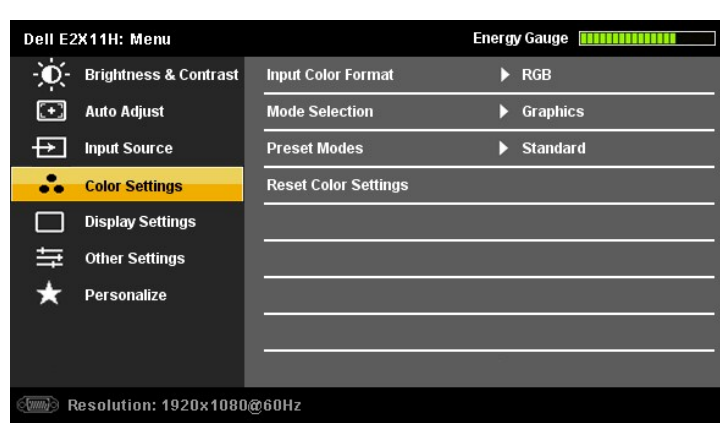 Dell E2X11H: Menu
Energy Gauge
Brightness & Contrast
Input Color Format
RGB
Auto Adjust
Mode Selection
Graphics
Input Source
Preset Modes
Standard
Color Settings
Reset Color Settings
Display Settings
Other Settings
Personalize
Resolution: 1920x1080@60Hz